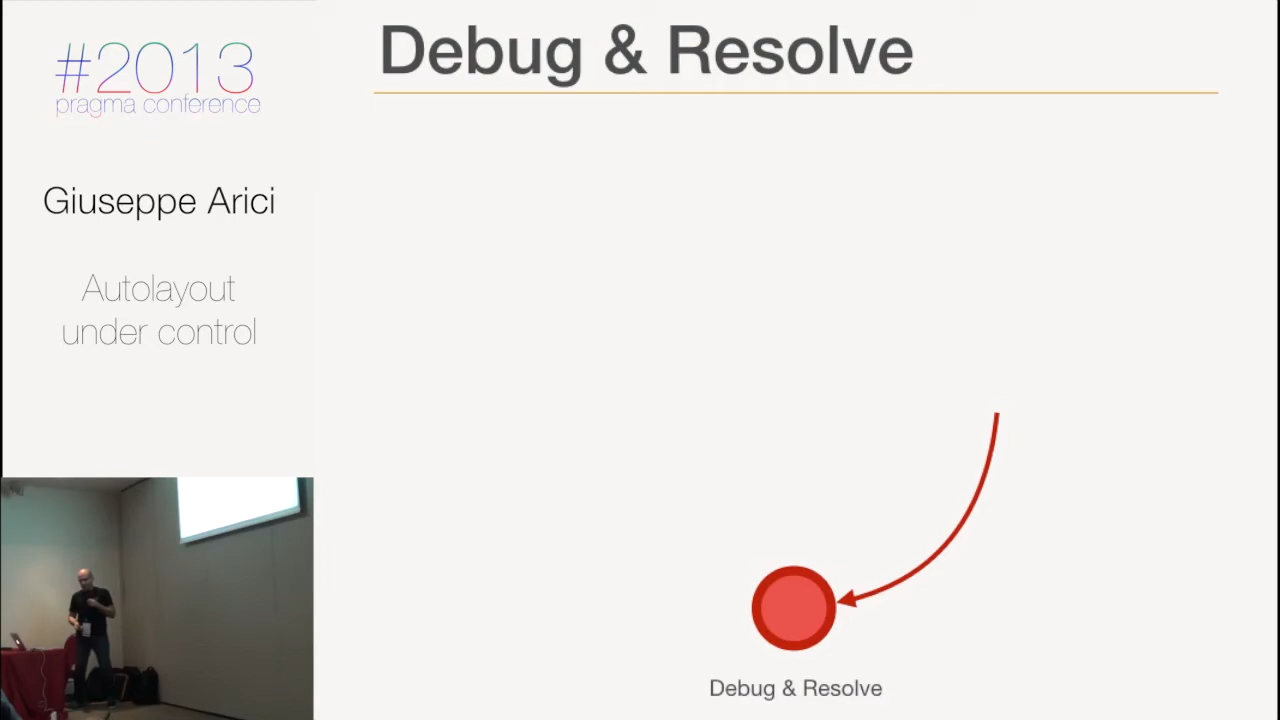 #2013
pragma conference
Giuseppe Arici
Autolayout
under control
Debug & Resolve
Debug & Resolve